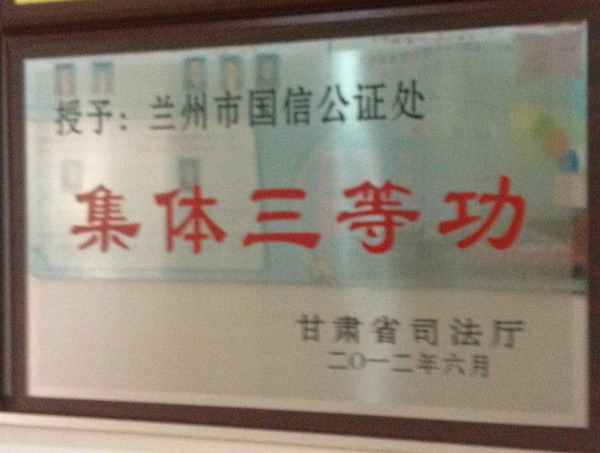 授予：兰州市国信公证处
集体三等功
甘肃省司法厅
二〇一二年六月